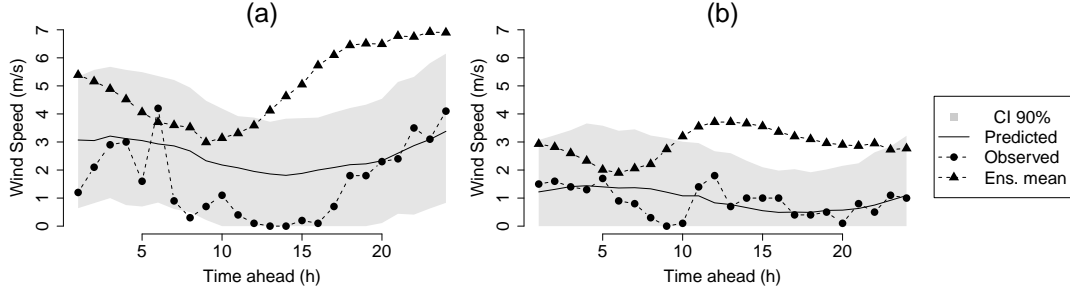 (a)
Wind Speed (m/s)
0 1 2 3 4 5 6 7
5 10 15 20
Time ahead (h)
(b)
Wind Speed (m/s)
0 1 2 3 4 5 6 7
5 10 15 20
Time ahead (h)
CI 90%
Predicted
Observed
Ens. mean